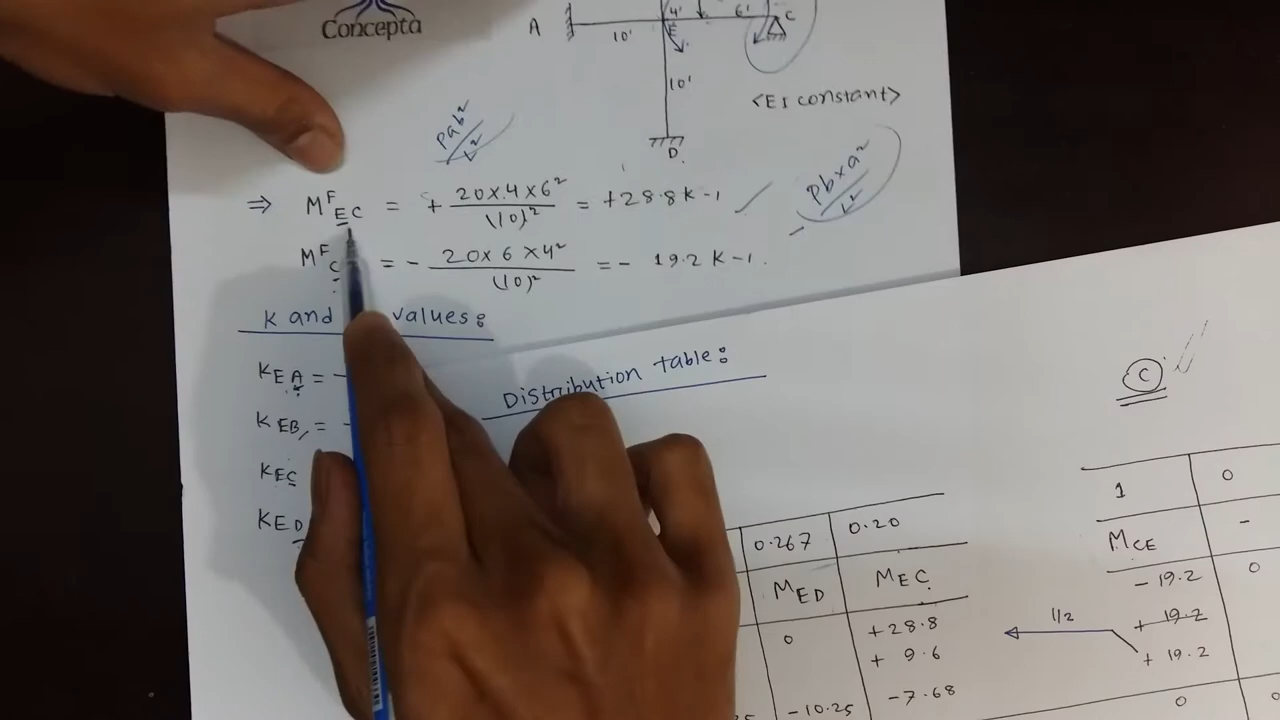 Concepta
A
10'
4'
E
6'
C
10'
<EI constant>
D
Pab²/L²
⇒ MF EC = + 20×4×6²/(10)² = +28.8 K-1
- Pb×a²/L²
MF C = - 20×6×4²/(10)² = - 19.2 K-1.
K and values:
KEA = -
KEB, = -
KEC
KED
Distribution table:
C
0.267 0.20
MED MEC
0 +28.8
+ 9.6
-10.25 -7.68
1 0
MCE -
-19.2 0
1/2 + 19.2
+ 19.2
0